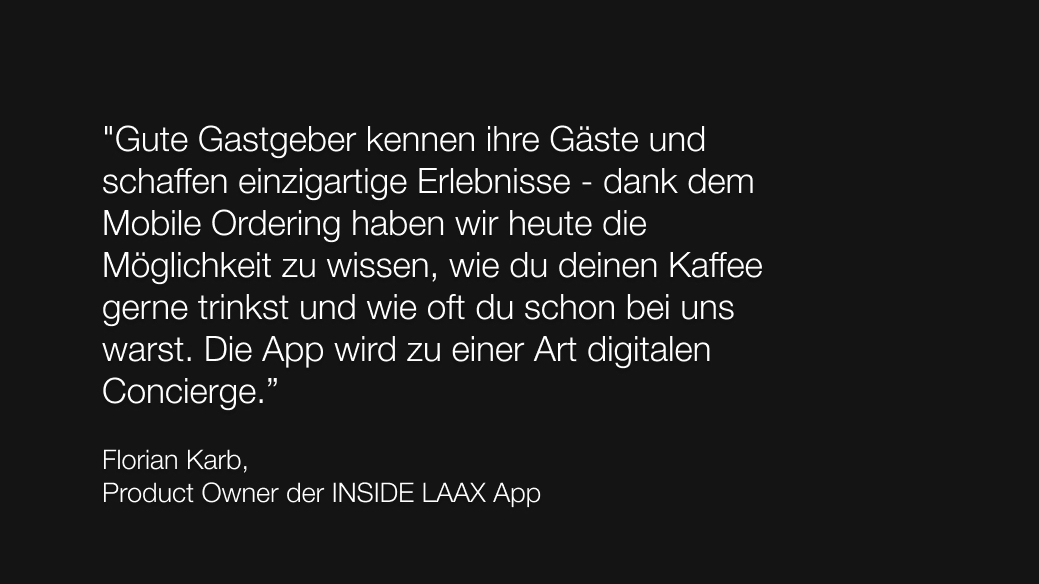 "Gute Gastgeber kennen ihre Gäste und
schaffen einzigartige Erlebnisse - dank dem
Mobile Ordering haben wir heute die
Möglichkeit zu wissen, wie du deinen Kaffee
gerne trinkst und wie oft du schon bei uns
warst. Die App wird zu einer Art digitalen
Concierge.”
Florian Karb,
Product Owner der INSIDE LAAX App